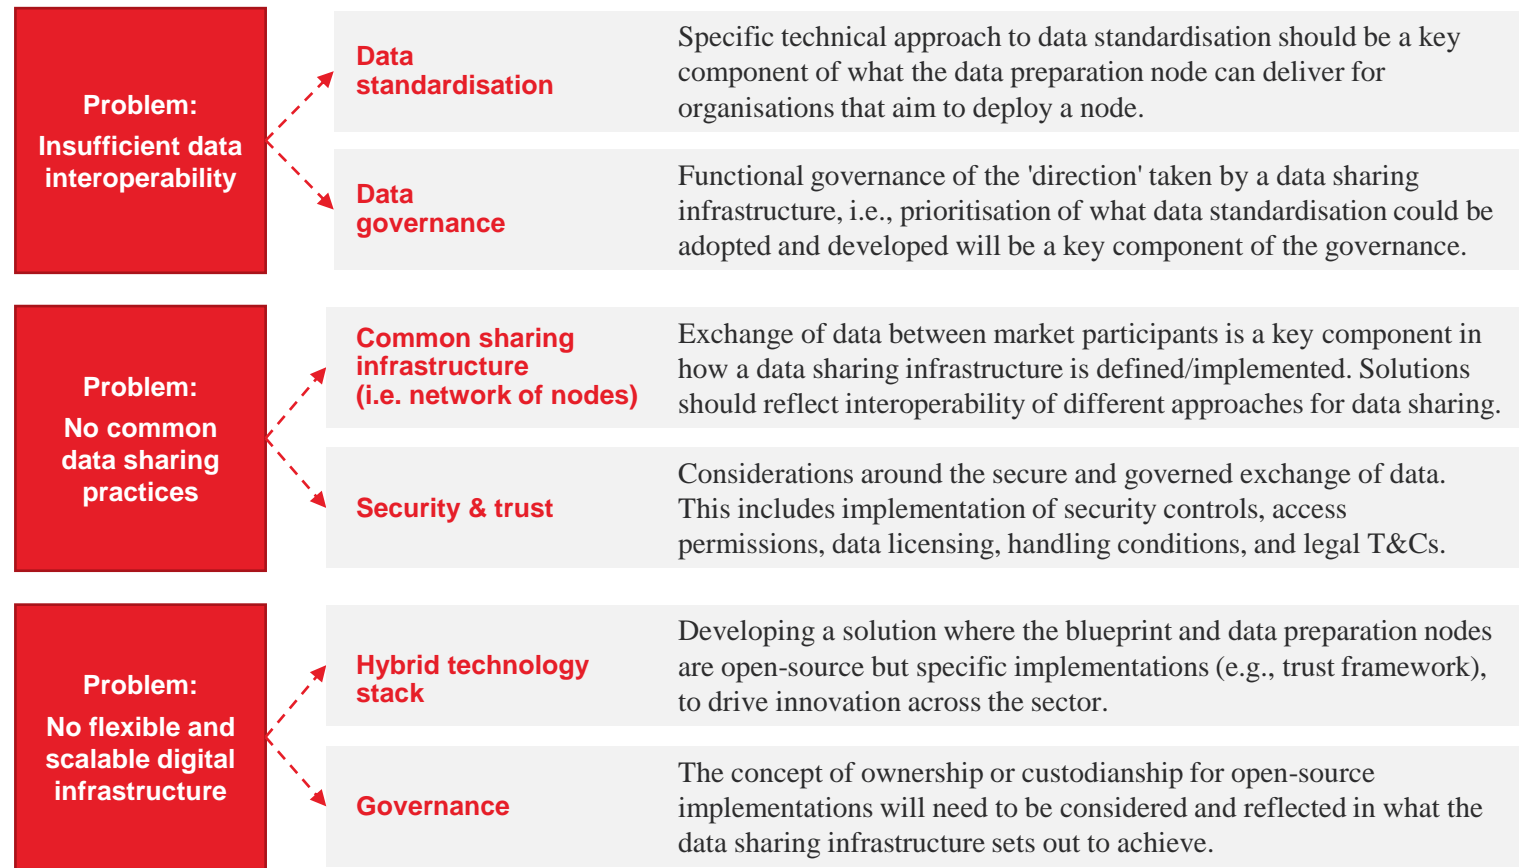 Problem:
Insufficient data
interoperability
Data
standardisation
Specific technical approach to data standardisation should be a key
component of what the data preparation node can deliver for
organisations that aim to deploy a node.
Data
governance
Functional governance of the 'direction' taken by a data sharing
infrastructure, i.e., prioritisation of what data standardisation could be
adopted and developed will be a key component of the governance.
Problem:
No common
data sharing
practices
Common sharing
infrastructure
(i.e. network of nodes)
Exchange of data between market participants is a key component in
how a data sharing infrastructure is defined/implemented. Solutions
should reflect interoperability of different approaches for data sharing.
Security & trust
Considerations around the secure and governed exchange of data.
This includes implementation of security controls, access
permissions, data licensing, handling conditions, and legal T&Cs.
Problem:
No flexible and
scalable digital
infrastructure
Hybrid technology
stack
Developing a solution where the blueprint and data preparation nodes
are open-source but specific implementations (e.g., trust framework),
to drive innovation across the sector.
Governance
The concept of ownership or custodianship for open-source
implementations will need to be considered and reflected in what the
data sharing infrastructure sets out to achieve.